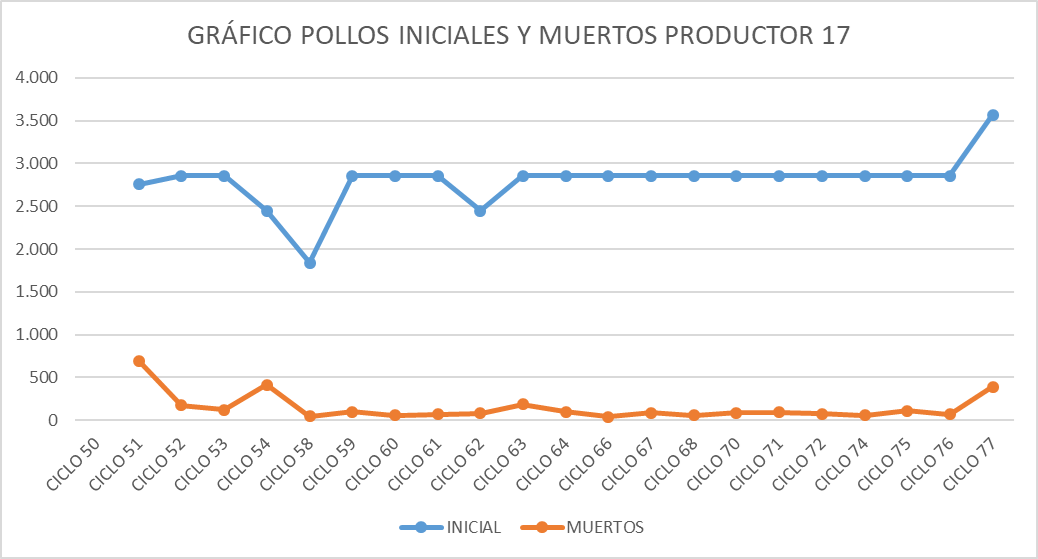 GRÁFICO POLLOS INICIALES Y MUERTOS PRODUCTOR 17
4.000
3.500
3.000
2.500
2.000
1.500
1.000
500
0
CICLO 50
CICLO 51
CICLO 52
CICLO 53
CICLO 54
CICLO 58
CICLO 59
CICLO 60
CICLO 61
CICLO 62
CICLO 63
CICLO 64
CICLO 66
CICLO 67
CICLO 68
CICLO 70
CICLO 71
CICLO 72
CICLO 74
CICLO 75
CICLO 76
CICLO 77
INICIAL
MUERTOS